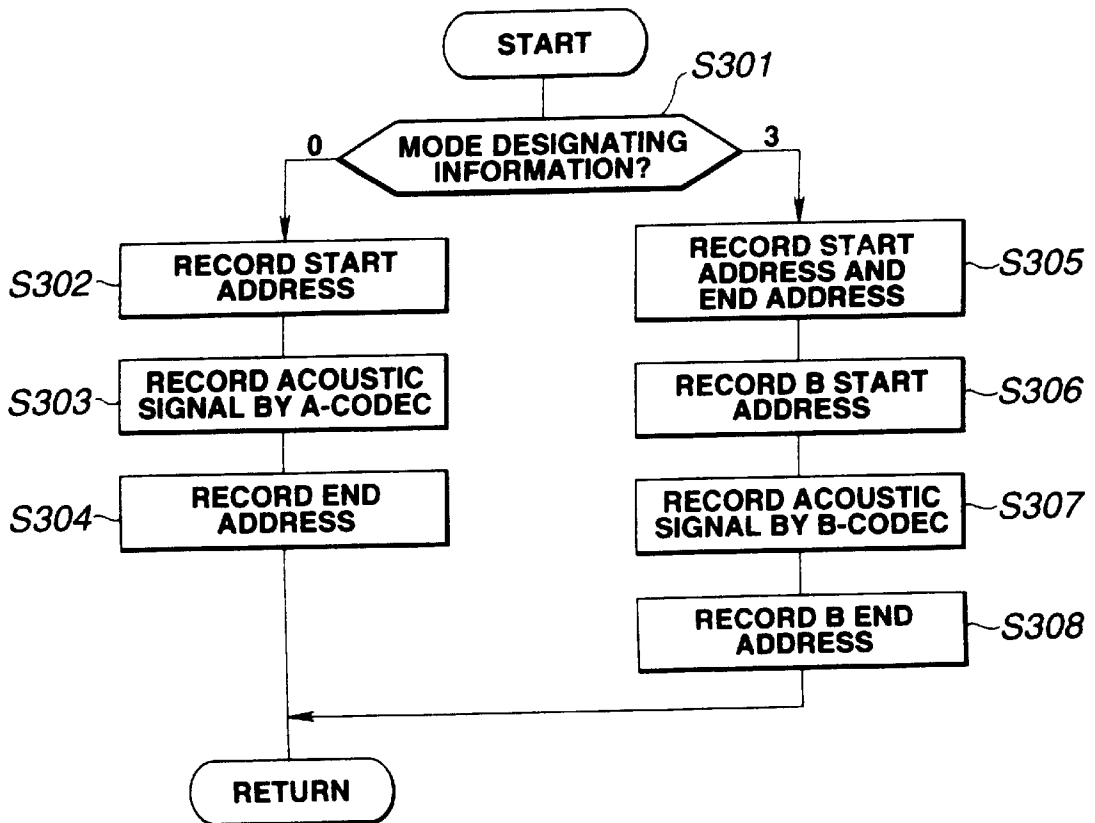 START
S301
0
MODE DESIGNATING
INFORMATION?
3
S302
RECORD START
ADDRESS
S303
RECORD ACOUSTIC
SIGNAL BY A-CODEC
S304
RECORD END
ADDRESS
RECORD START
ADDRESS AND
END ADDRESS
S305
RECORD B START
ADDRESS
S306
RECORD ACOUSTIC
SIGNAL BY B-CODEC
S307
RECORD B END
ADDRESS
S308
RETURN